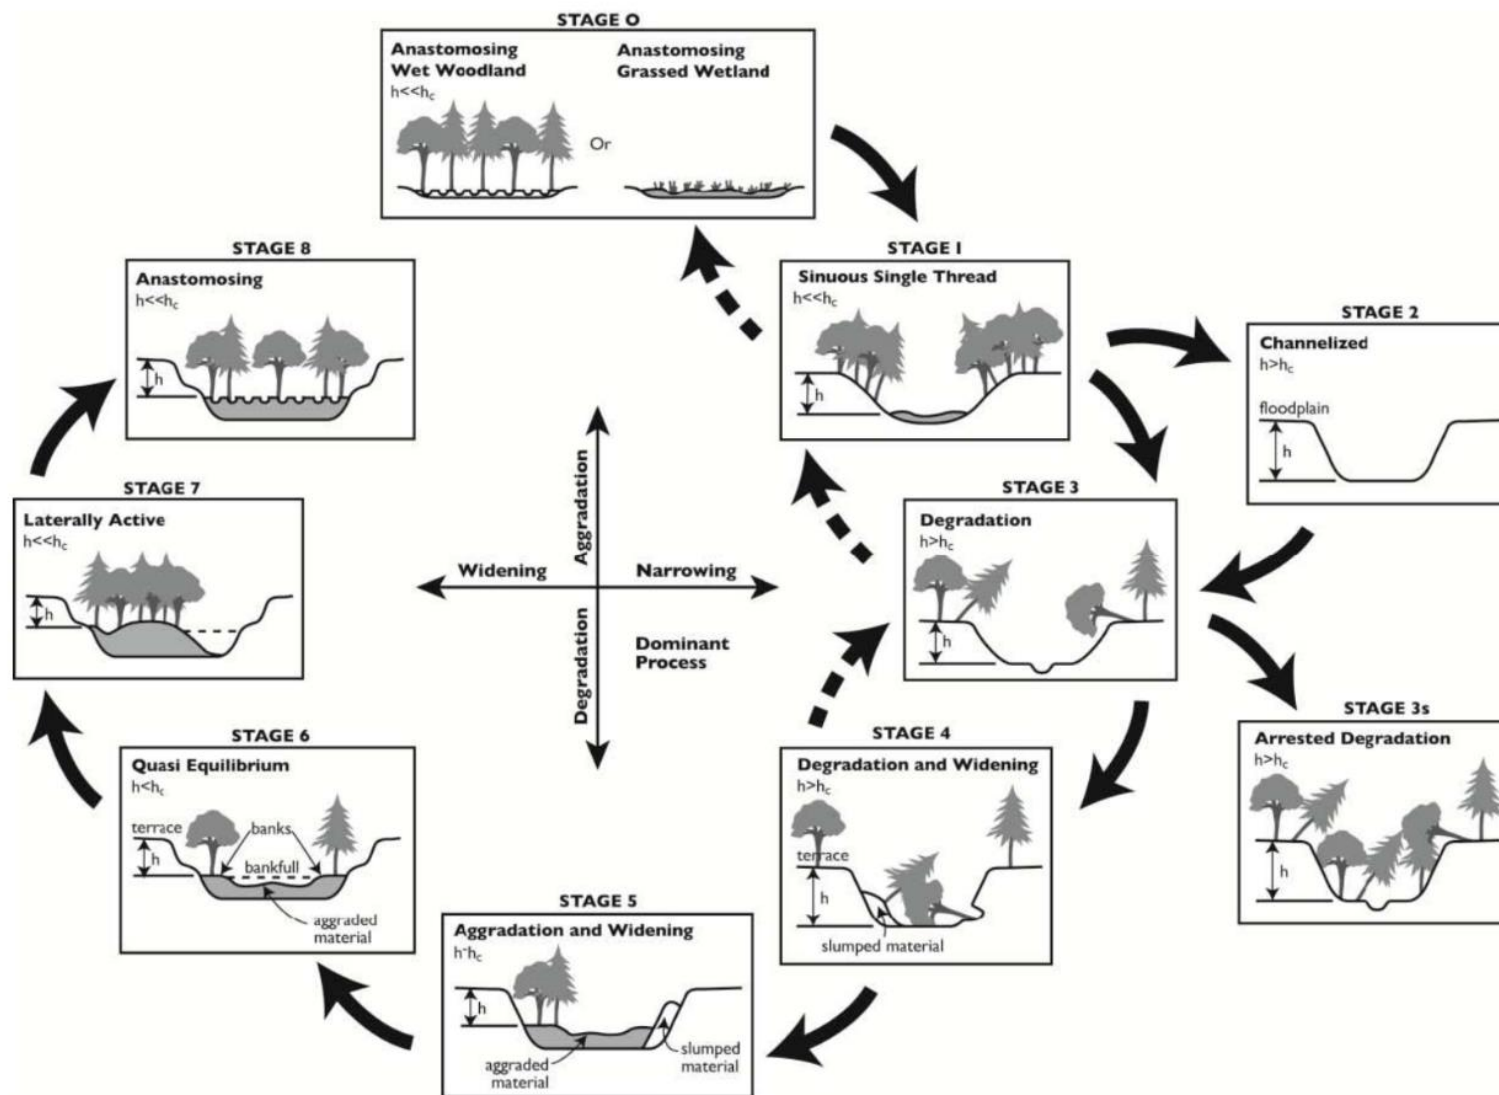 STAGE O
Anastomosing
Wet Woodland
h<<hc
Or
Anastomosing
Grassed Wetland
STAGE I
Sinuous Single Thread
h<<hc
h
STAGE 2
Channelized
h>hc
floodplain
h
STAGE 3
Degradation
h>hc
h
STAGE 3s
Arrested Degradation
h>hc
h
STAGE 4
Degradation and Widening
h>hc
terrace
h
slumped material
STAGE 5
Aggradation and Widening
h~hc
h
aggraded
material
slumped
material
STAGE 6
Quasi Equilibrium
h<hc
terrace
banks
h
bankfull
aggraded
material
STAGE 7
Laterally Active
h<<hc
h
STAGE 8
Anastomosing
h<<hc
h
Aggradation
Widening
Narrowing
Degradation
Dominant
Process